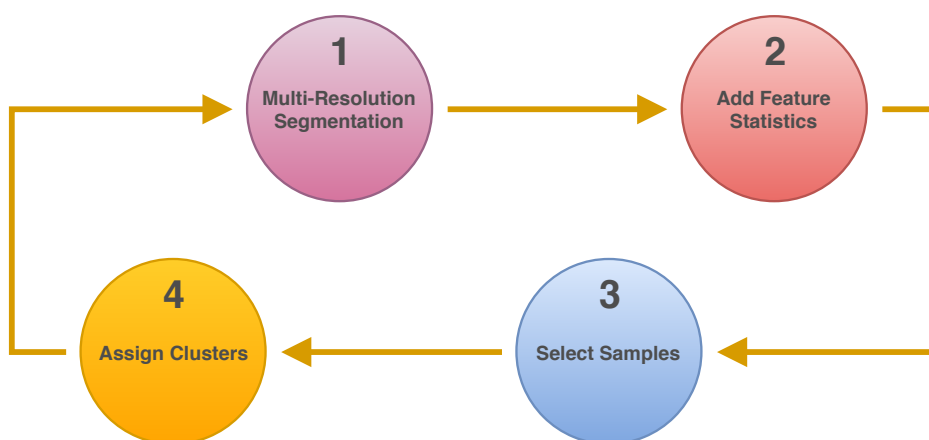 1
Multi-Resolution
Segmentation
2
Add Feature
Statistics
3
Select Samples
4
Assign Clusters